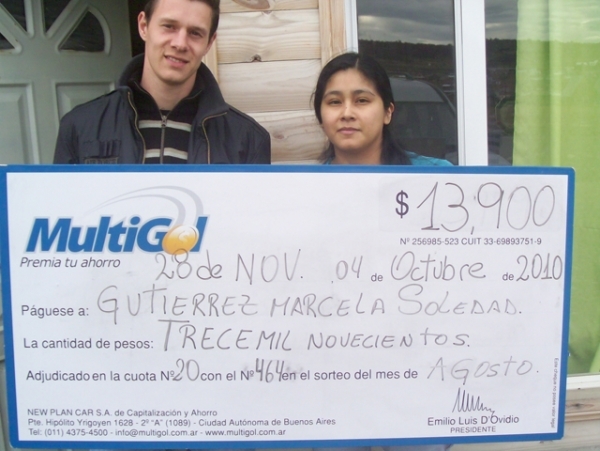 $ 13,900
MultiGol
Premia tu ahorro
Nº 256985-523 CUIT 33-69893751-9
28 de NOV. 04 de Octubre de 2010
Páguese a: GUTIERREZ MARCELA SOLEDAD.
La cantidad de pesos: TRECEMIL NOVECIENTOS.
Adjudicado en la cuota Nº 20 con el Nº 464 en el sorteo del mes de AGOSTO.
NEW PLAN CAR S.A. de Capitalización y Ahorro
Pte. Hipólito Yrigoyen 1628 - 2º "A" (1089) - Ciudad Autónoma de Buenos Aires
Tel: (011) 4375-4500 - info@multigol.com.ar - www.multigol.com.ar
Emilio Luis D'Ovidio
PRESIDENTE